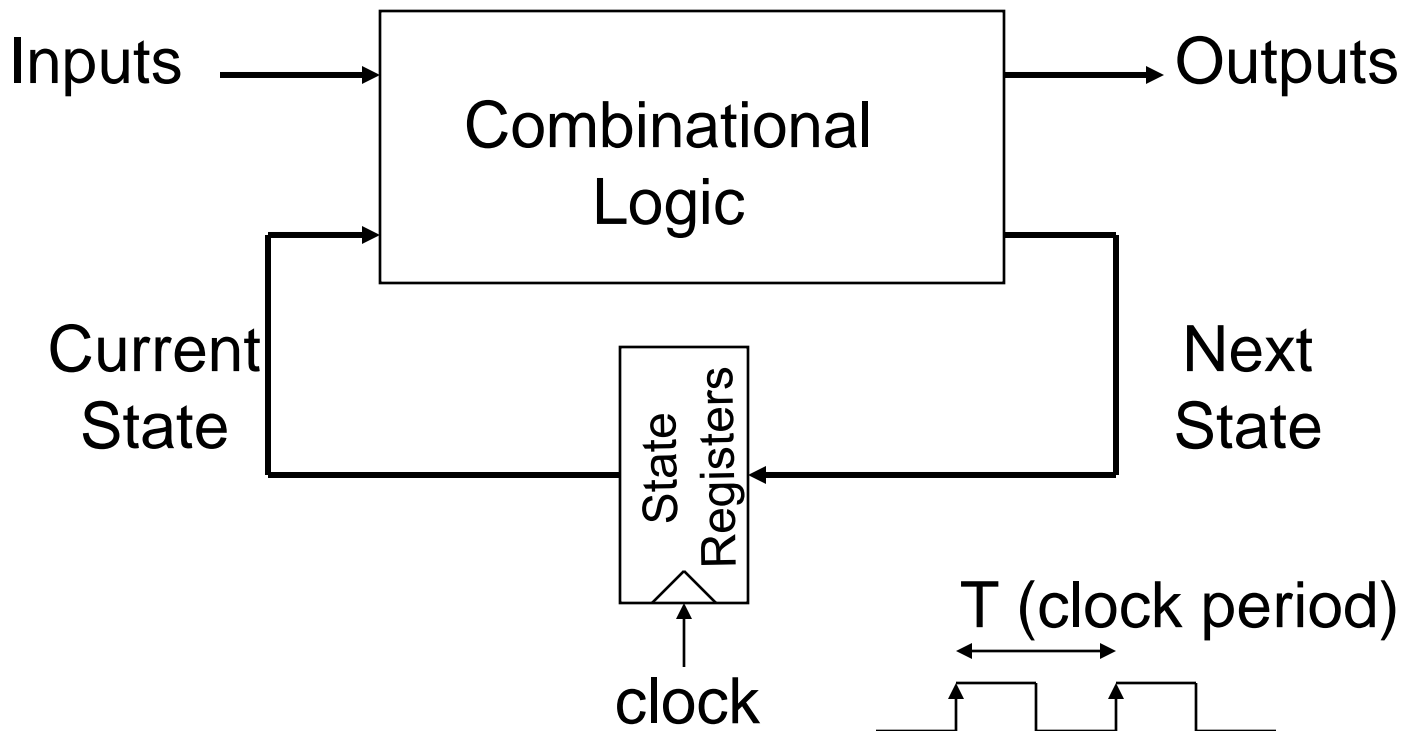 Inputs
Outputs
Combinational
Logic
Current
State
Next
State
State
Registers
T (clock period)
clock